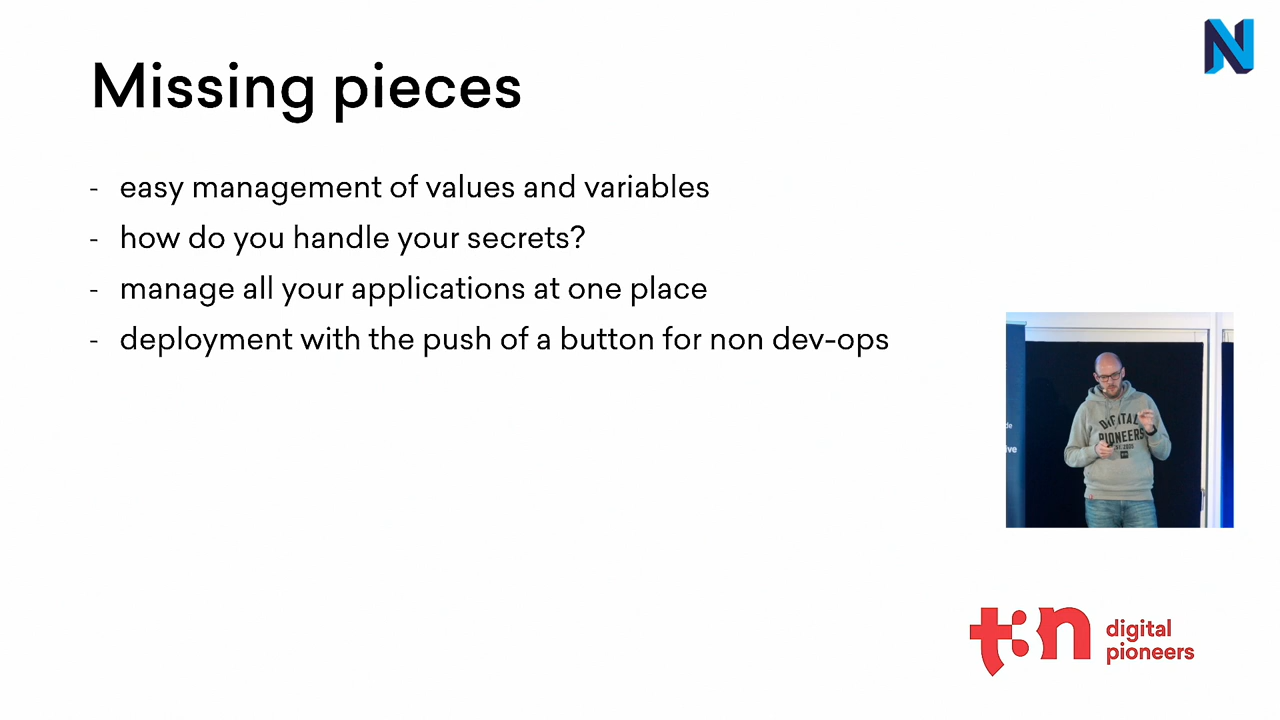 Missing pieces
- easy management of values and variables
- how do you handle your secrets?
- manage all your applications at one place
- deployment with the push of a button for non dev-ops
DIGITAL
PIONEERS
t3n
digital
pioneers